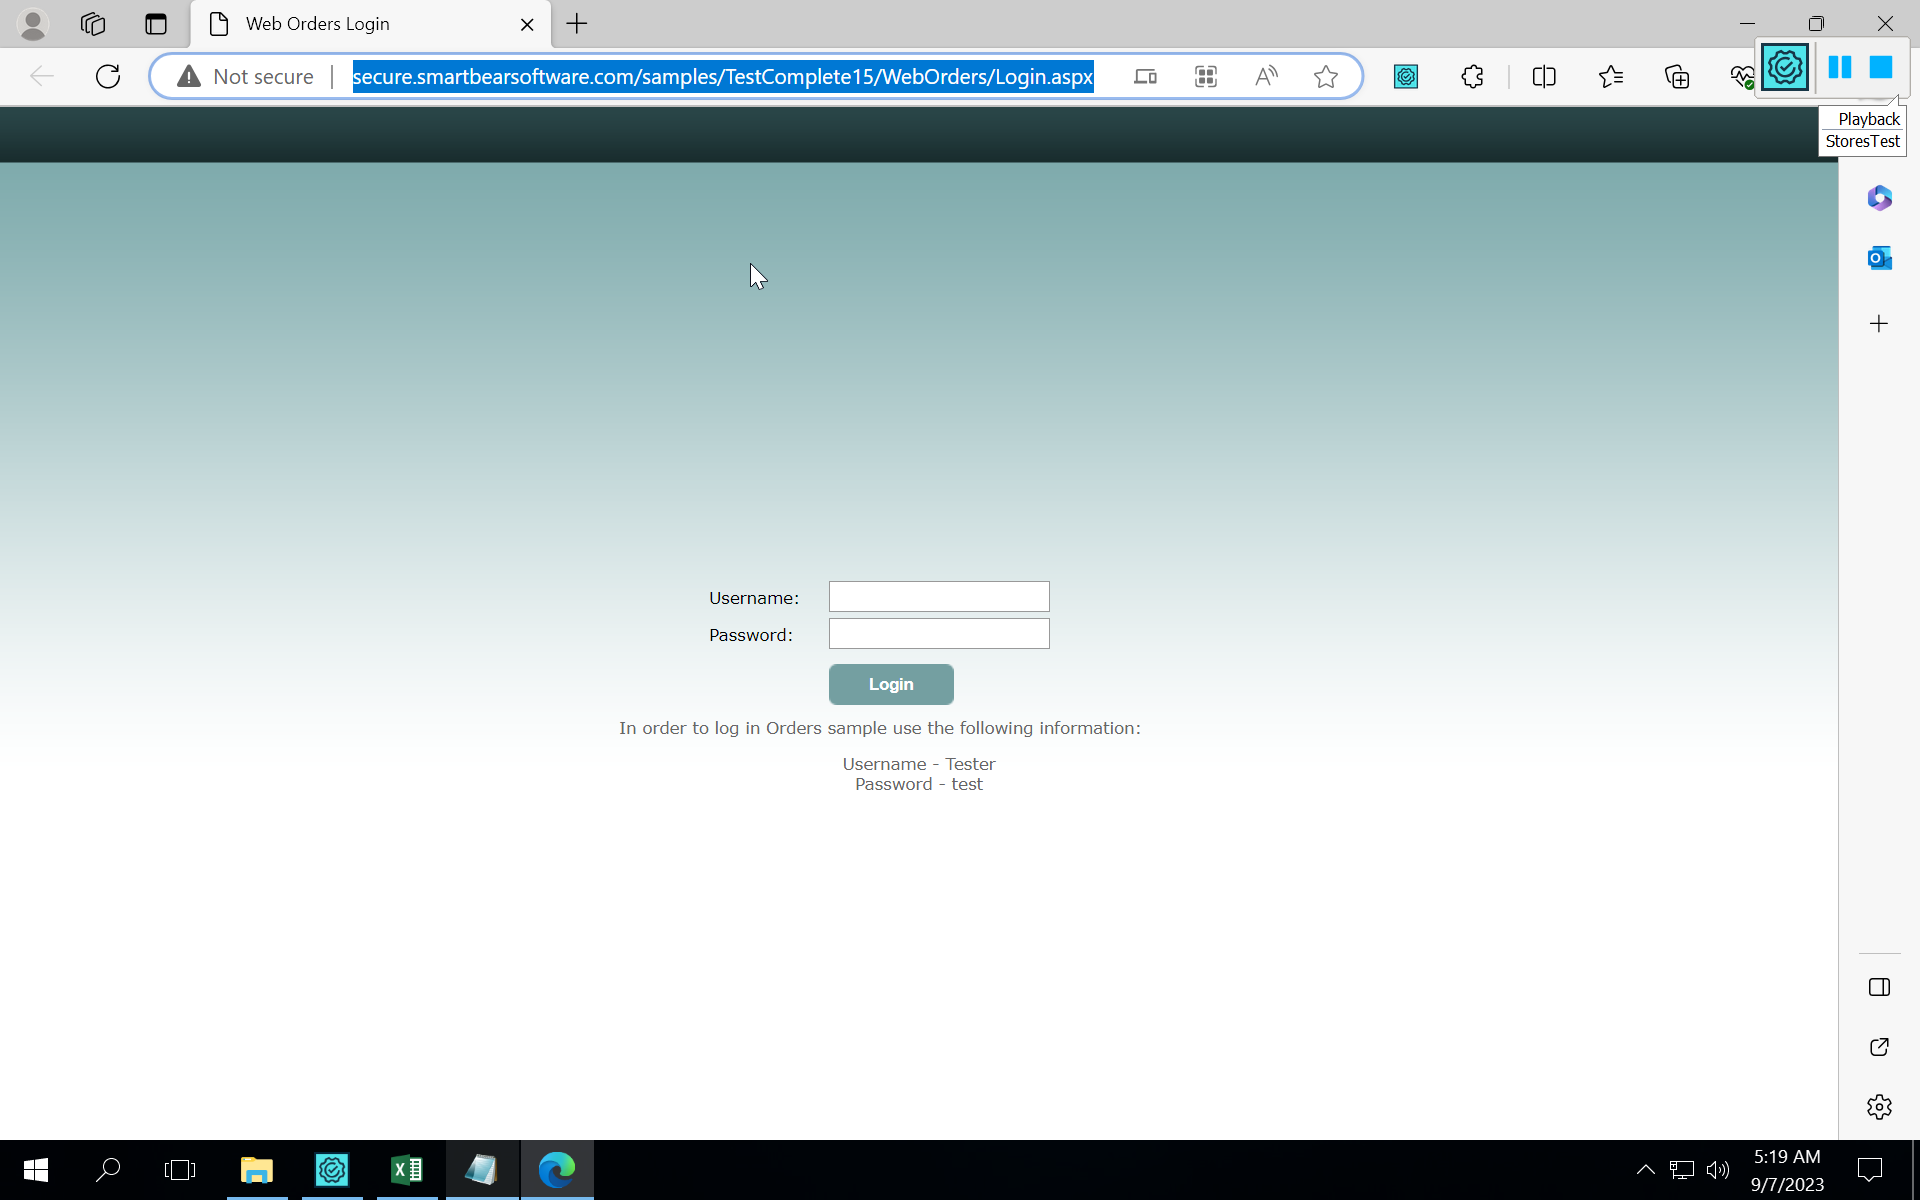 Web Orders Login
Not secure
secure.smartbearsoftware.com/samples/TestComplete15/WebOrders/Login.aspx
Playback
StoresTest
Username:
Password:
Login
In order to log in Orders sample use the following information:
Username - Tester
Password - test
5:19 AM
9/7/2023